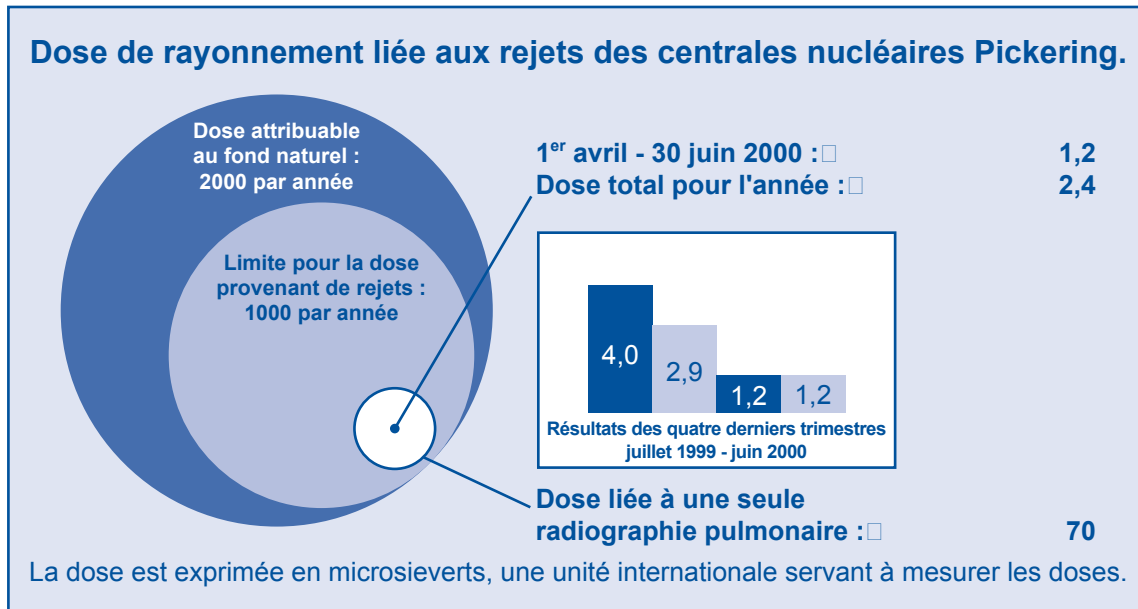 Dose de rayonnement liée aux rejets des centrales nucléaires Pickering.
Dose attribuable
au fond naturel :
2000 par année
Limite pour la dose
provenant de rejets :
1000 par année
1er avril - 30 juin 2000 :□ 1,2
Dose total pour l'année :□ 2,4
4,0
2,9
1,2
1,2
Résultats des quatre derniers trimestres
juillet 1999 - juin 2000
Dose liée à une seule
radiographie pulmonaire :□ 70
La dose est exprimée en microsieverts, une unité internationale servant à mesurer les doses.